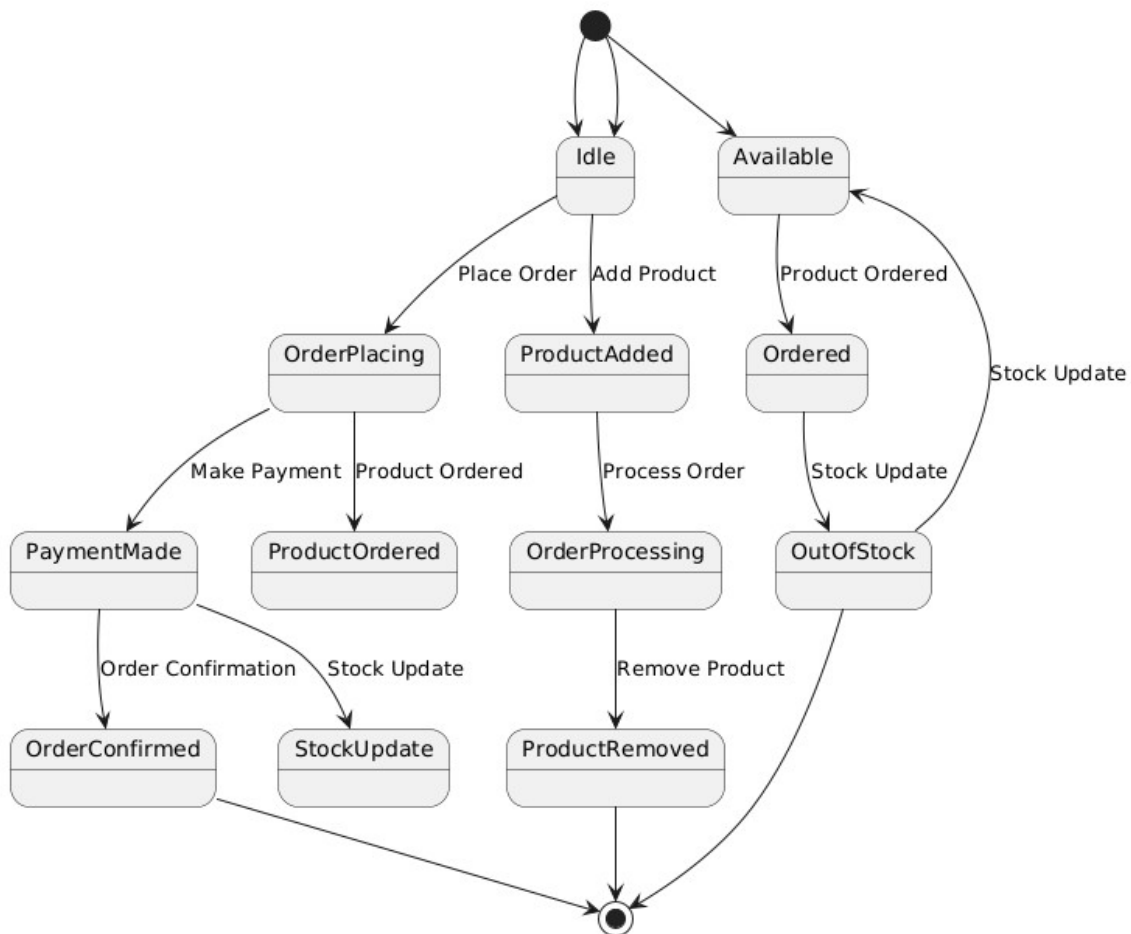 Idle
Available
Place Order
Add Product
Product Ordered
OrderPlacing
ProductAdded
Ordered
Stock Update
Make Payment
Product Ordered
Process Order
Stock Update
PaymentMade
ProductOrdered
OrderProcessing
OutOfStock
Order Confirmation
Stock Update
Remove Product
OrderConfirmed
StockUpdate
ProductRemoved